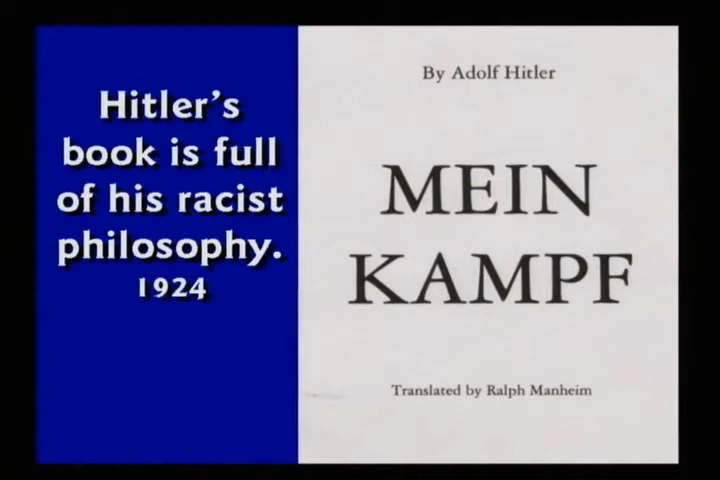 Hitler's
book is full
of his racist
philosophy.
1924
By Adolf Hitler
MEIN
KAMPF
Translated by Ralph Manheim